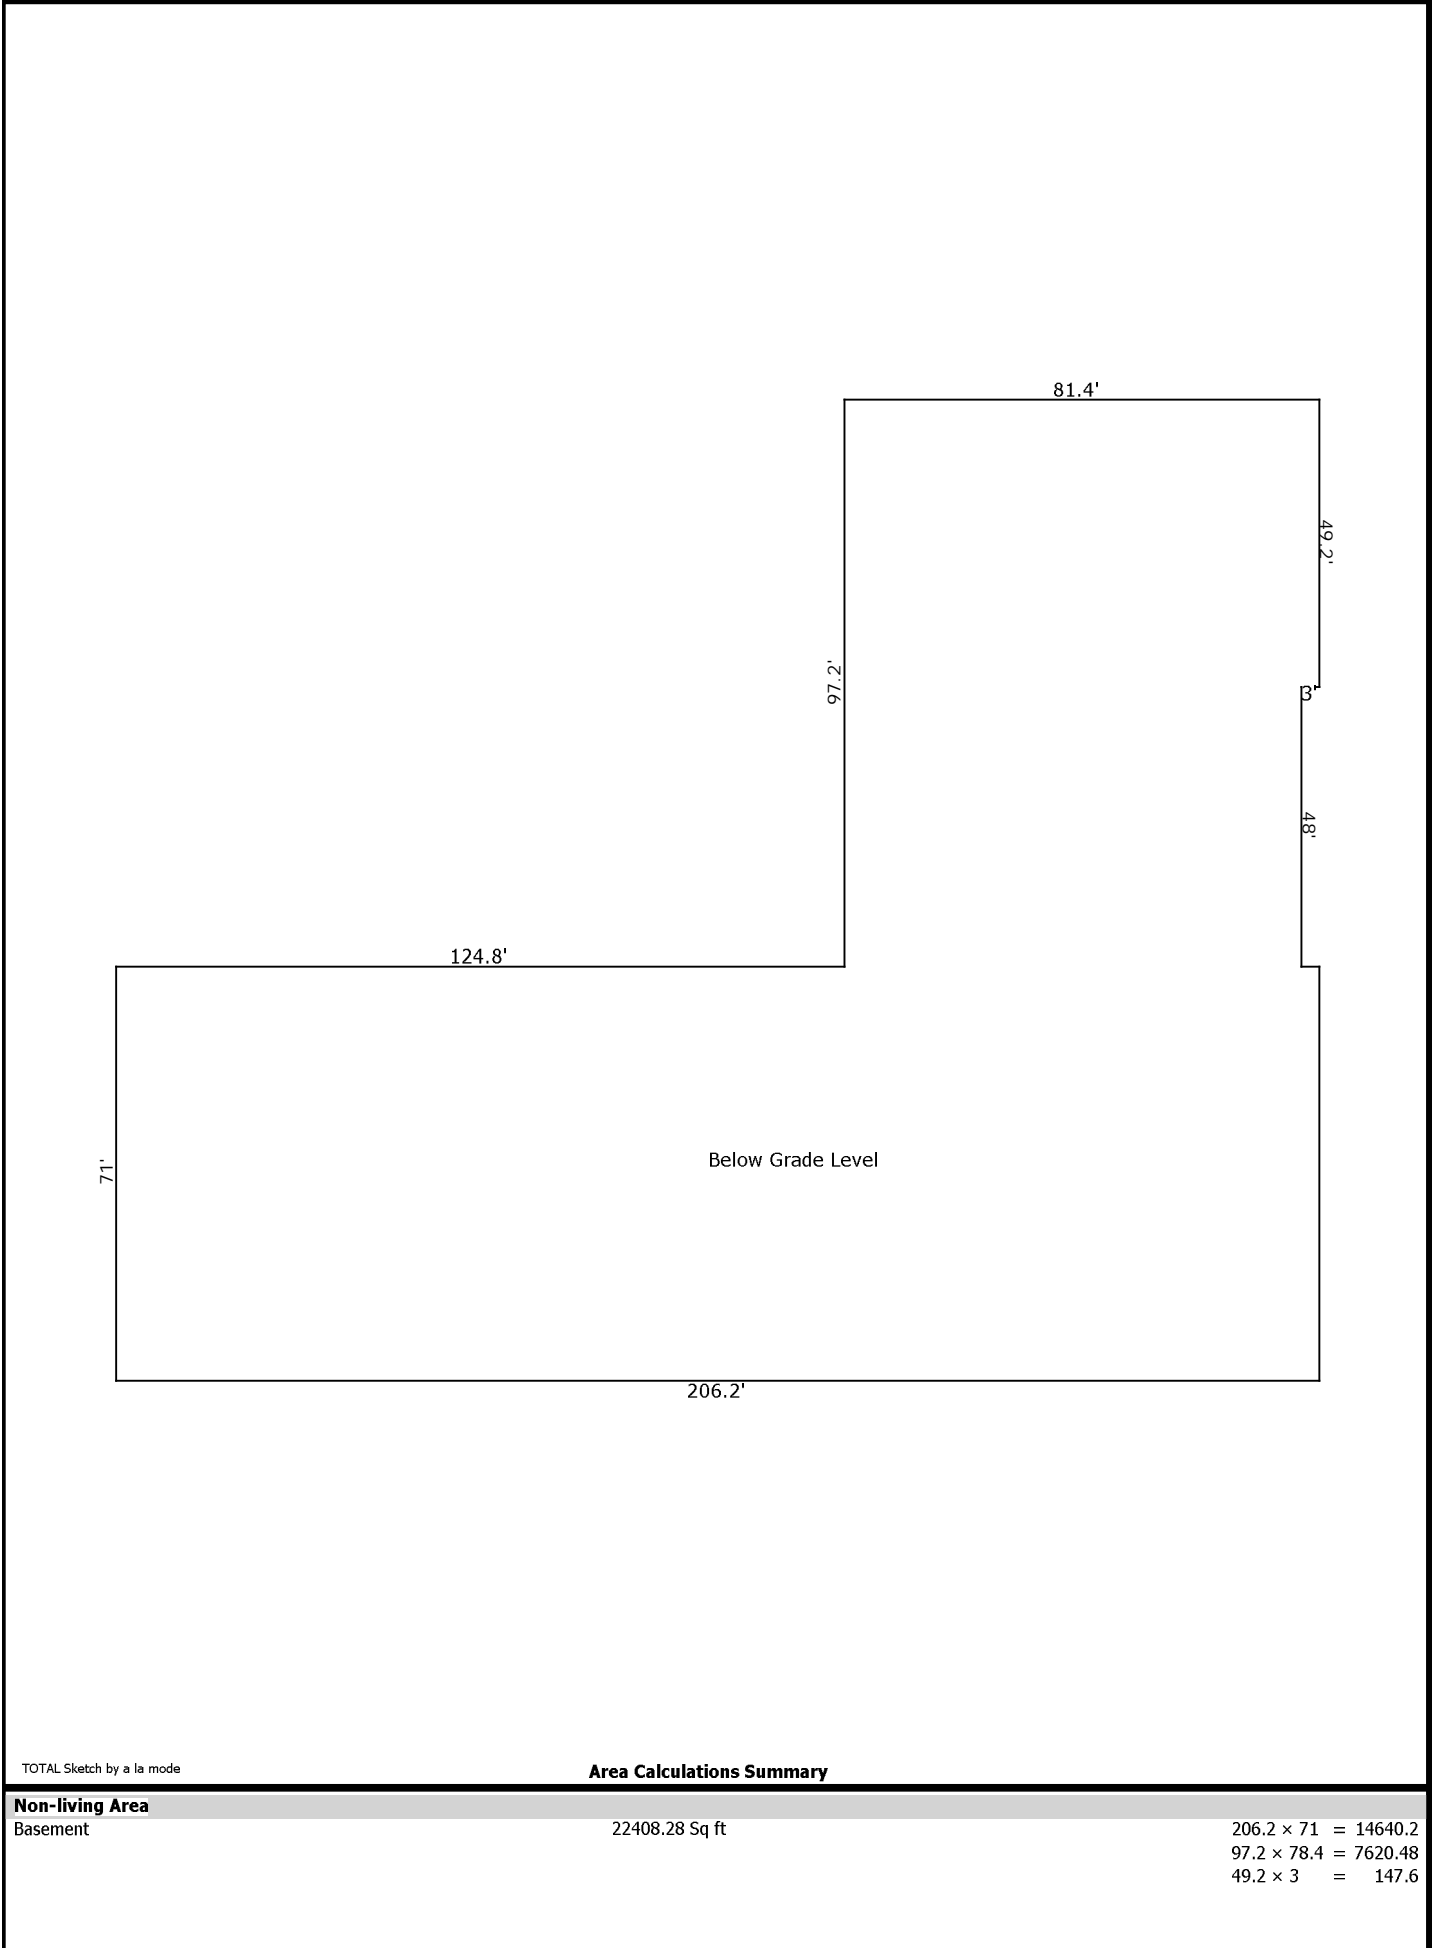 81.4'
49.2'
97.2'
3'
48'
124.8'
71'
Below Grade Level
206.2'
TOTAL Sketch by a la mode
Area Calculations Summary
Non-living Area
Basement 22408.28 Sq ft 206.2 × 71 = 14640.2
97.2 × 78.4 = 7620.48
49.2 × 3 = 147.6